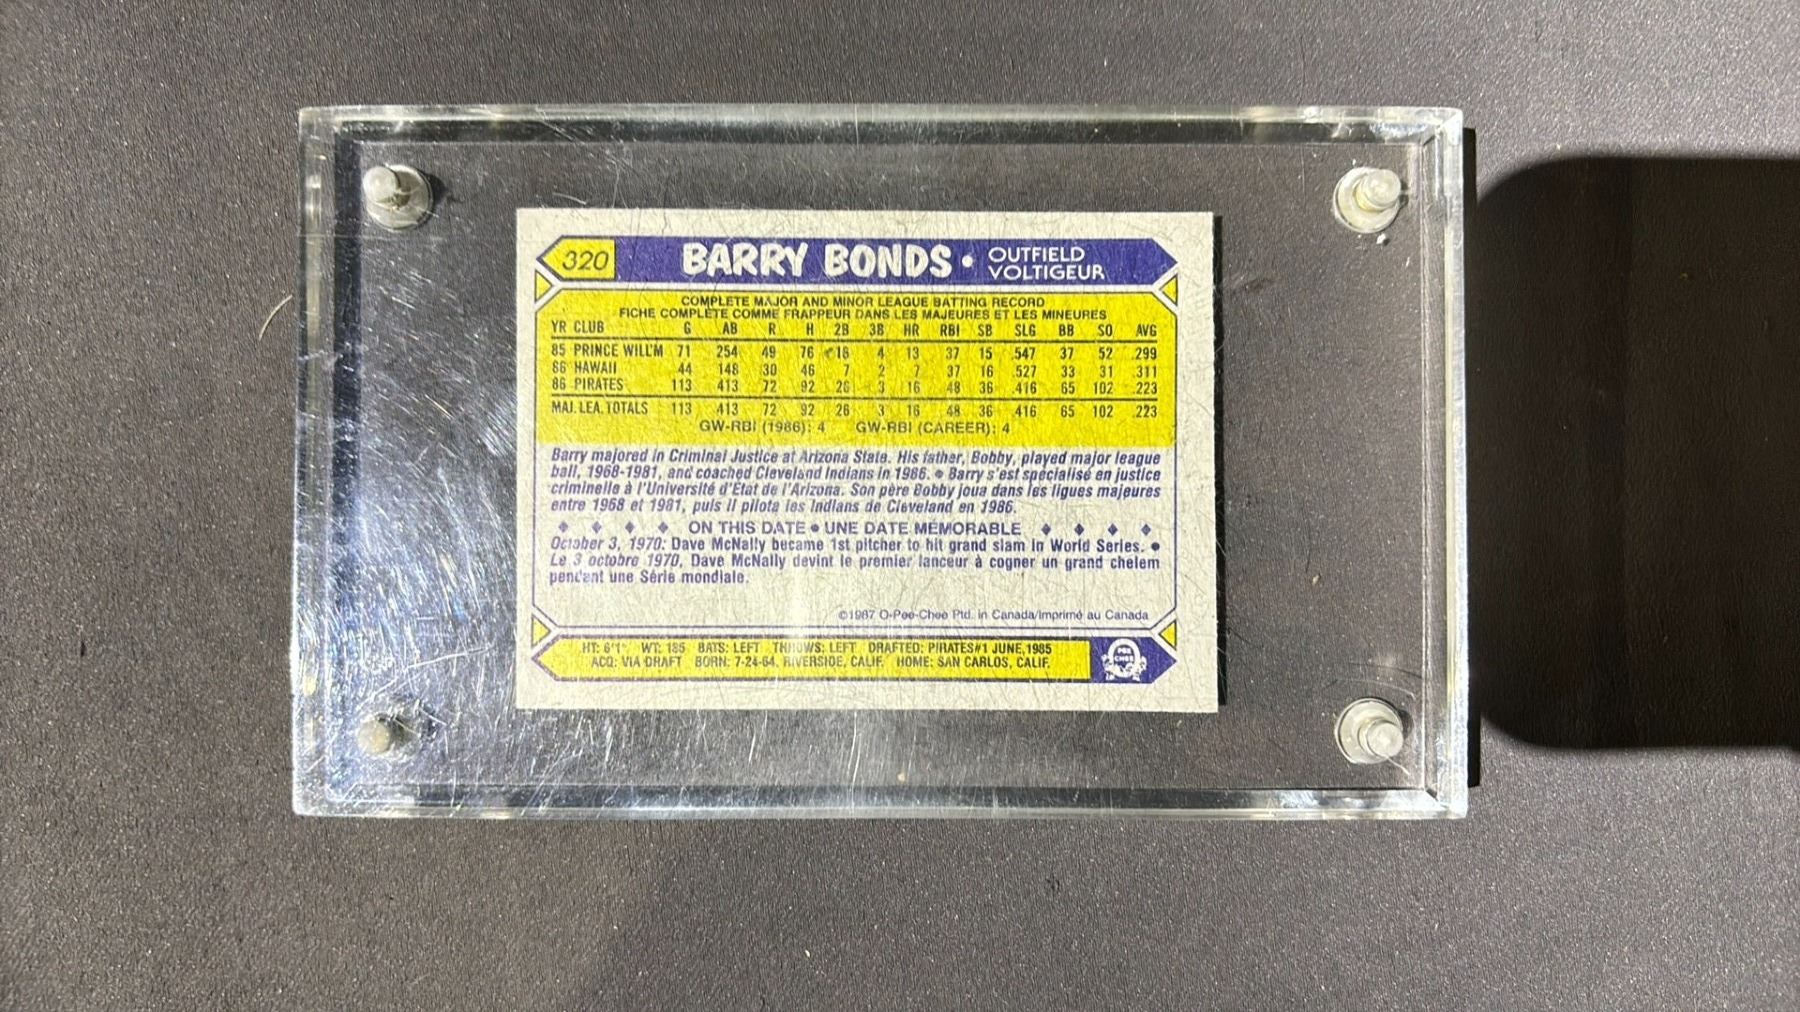 320 BARRY BONDS • OUTFIELD
VOLTIGEUR
COMPLETE MAJOR AND MINOR LEAGUE BATTING RECORD
FICHE COMPLÈTE COMME FRAPPEUR DANS LES MAJEURES ET LES MINEURES
YR CLUB G AB R H 2B 3B HR RBI SB SLG BB SO AVG
85 PRINCE WILL'M 71 254 49 76 16 4 13 37 15 .547 37 52 .299
86 HAWAII 44 148 30 46 7 2 7 37 16 .527 33 31 .311
86 PIRATES 113 413 72 92 26 3 16 48 36 .416 65 102 .223
MAJ. LEA. TOTALS 113 413 72 92 26 3 16 48 36 .416 65 102 .223
GW-RBI (1986): 4 GW-RBI (CAREER): 4
Barry majored in Criminal Justice at Arizona State. His father, Bobby, played major league
ball, 1968-1981, and coached Cleveland Indians in 1986. • Barry s'est spécialisé en justice
criminelle à l'Université d'État de l'Arizona. Son père Bobby joua dans les ligues majeures
entre 1968 et 1981, puis il pilota les Indians de Cleveland en 1986.
ON THIS DATE • UNE DATE MÉMORABLE
October 3, 1970: Dave McNally became 1st pitcher to hit grand slam in World Series. •
Le 3 octobre 1970, Dave McNally devint le premier lanceur à cogner un grand chelem
pendant une Série mondiale.
©1987 O-Pee-Chee Ptd. in Canada/Imprimé au Canada
HT: 6'1" WT: 185 BATS: LEFT THROWS: LEFT DRAFTED: PIRATES#1 JUNE, 1985
ACQ: VIA DRAFT BORN: 7-24-64, RIVERSIDE, CALIF. HOME: SAN CARLOS, CALIF.
PEE
CHEE